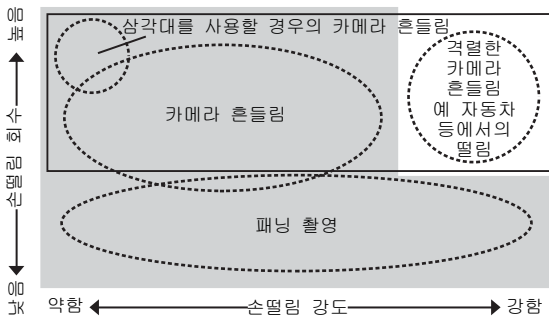 삼각대를 사용할 경우의 카메라 흔들림
격렬한
카메라
흔들림
예 자동차
등에서의
떨림
카메라 흔들림
패닝 촬영
높음
손떨림 회수
낮음
약함
손떨림 강도
강함